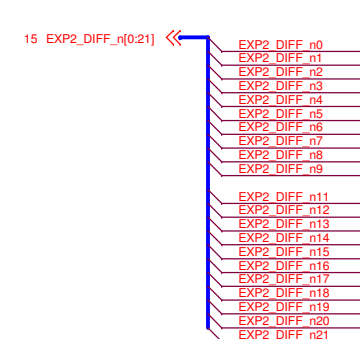 15 EXP2_DIFF_n[0:21]
EXP2_DIFF_n0
EXP2_DIFF_n1
EXP2_DIFF_n2
EXP2_DIFF_n3
EXP2_DIFF_n4
EXP2_DIFF_n5
EXP2_DIFF_n6
EXP2_DIFF_n7
EXP2_DIFF_n8
EXP2_DIFF_n9
EXP2_DIFF_n11
EXP2_DIFF_n12
EXP2_DIFF_n13
EXP2_DIFF_n14
EXP2_DIFF_n15
EXP2_DIFF_n16
EXP2_DIFF_n17
EXP2_DIFF_n18
EXP2_DIFF_n19
EXP2_DIFF_n20
EXP2_DIFF_n21